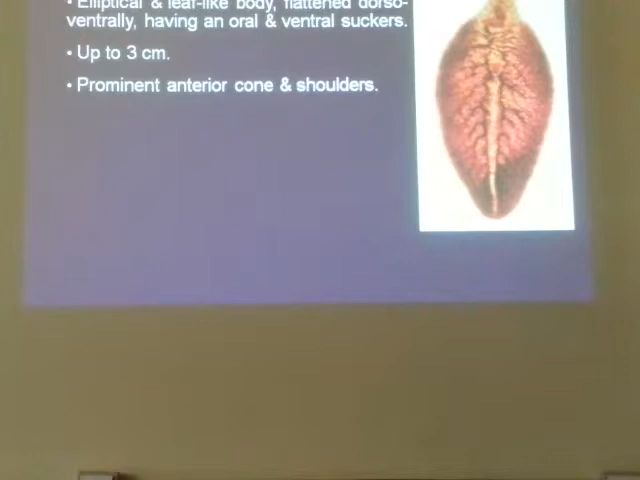 • Elliptical & leaf-like body, flattened dorso-
ventrally, having an oral & ventral suckers.
• Up to 3 cm.
• Prominent anterior cone & shoulders.